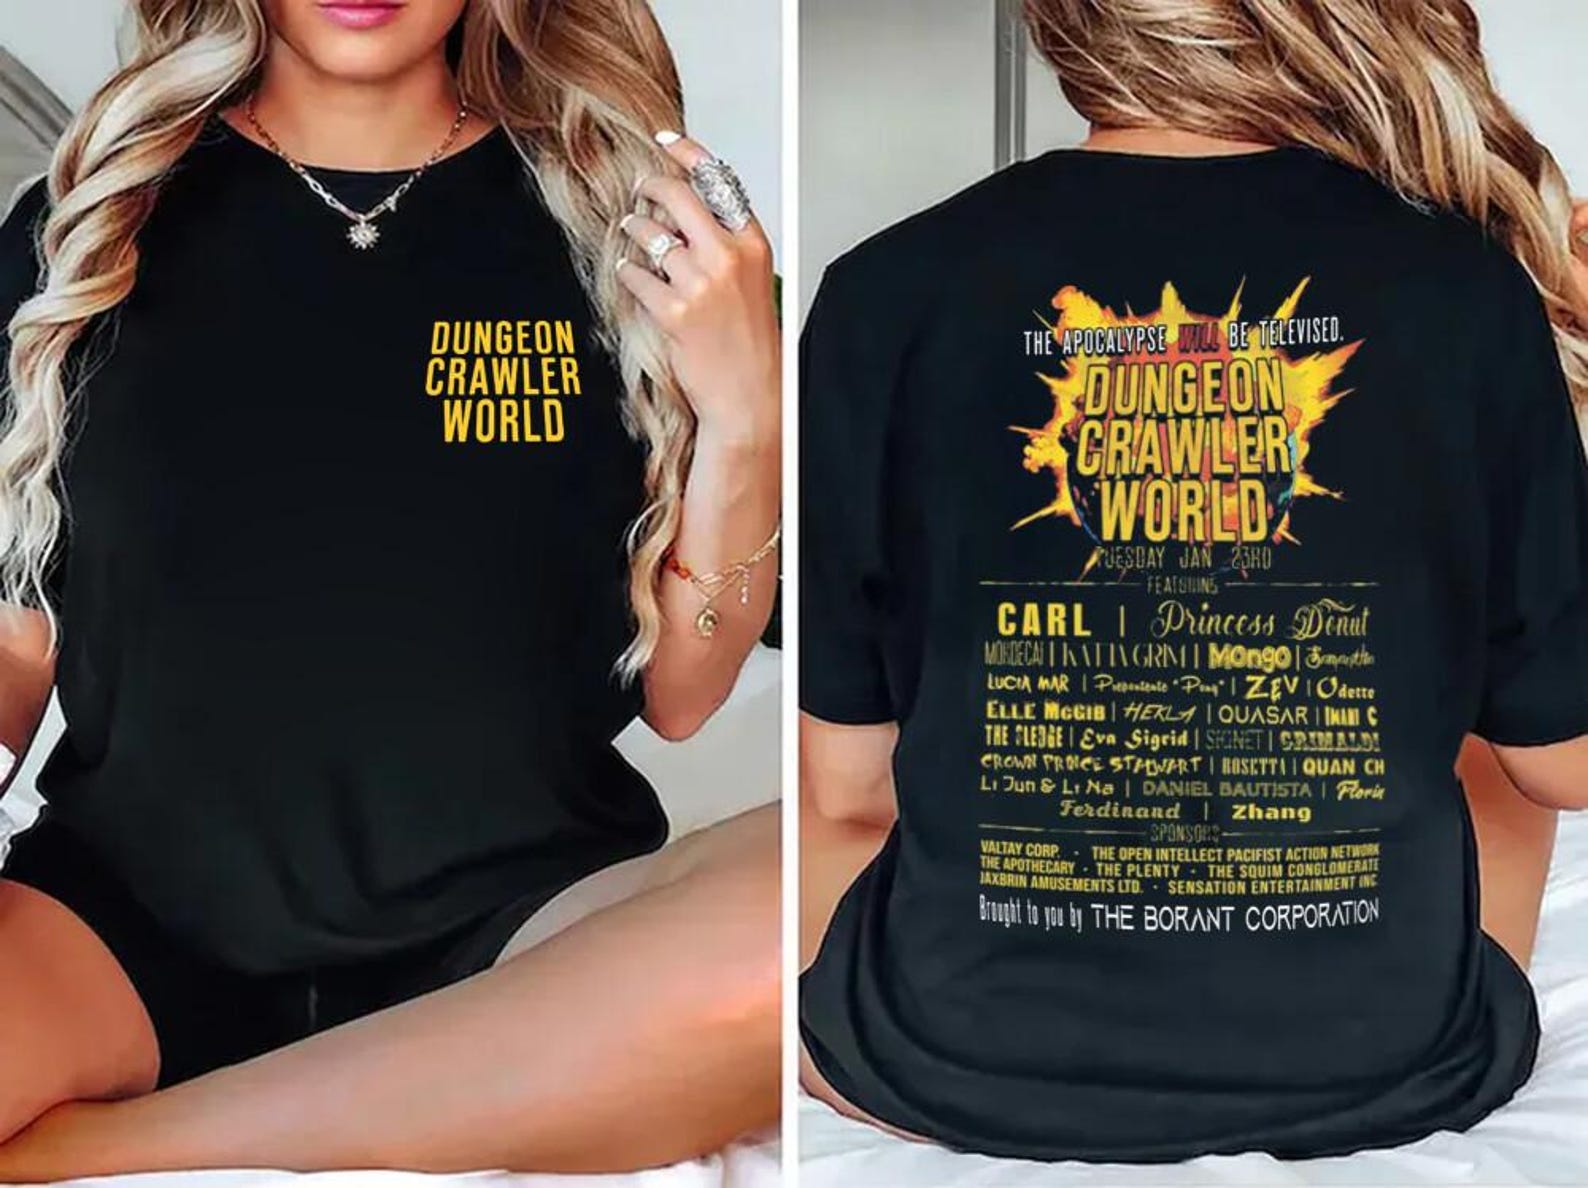 DUNGEON
CRAWLER
WORLD
THE APOCALYPSE WILL BE TELEVISED.
DUNGEON
CRAWLER
WORLD
TUESDAY JAN 23RD
FEATURING
CARL | Princess Donut
MORDECAI | KATIA GRIM | Mongo | Samantha
LUCIA MAR | Prepotente "Pony" | ZEV | Odette
ELLE McGIB | HEKLA | QUASAR | IMANI C
THE PLEDGE | Eva Sigrid | SIGNET | GRIMALDI
CROWN PRINCE STALWART | ROSETTA | QUAN CH
Li Jun & Li Na | DANIEL BAUTISTA | Florin
Ferdinand | Zhang
SPONSORS
VALTAY CORP. · THE OPEN INTELLECT PACIFIST ACTION NETWORK
THE APOTHECARY · THE PLENTY · THE SQUIM CONGLOMERATE
JAXBRIN AMUSEMENTS LTD. · SENSATION ENTERTAINMENT INC.
Brought to you by THE BORANT CORPORATION